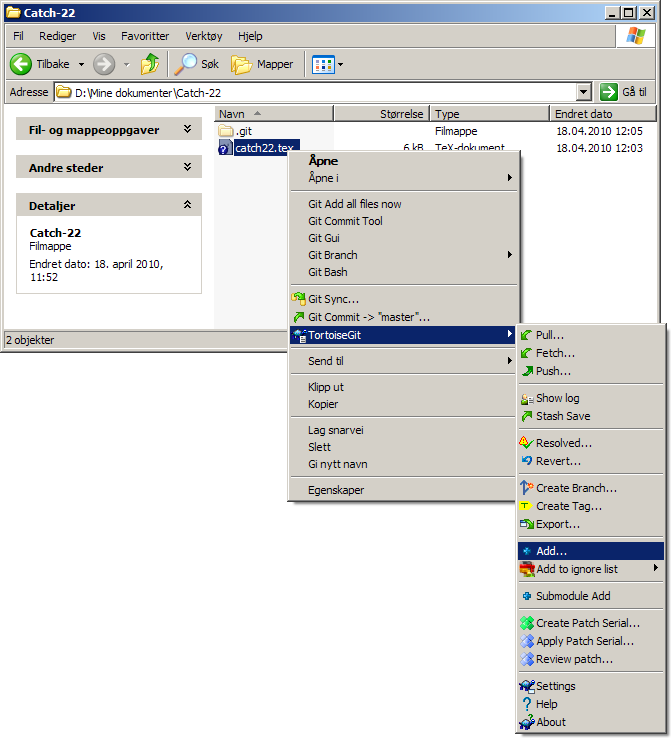 Catch-22
Fil Rediger Vis Favoritter Verktøy Hjelp
Tilbake Søk Mapper
Adresse D:\Mine dokumenter\Catch-22 Gå til
Fil- og mappeoppgaver
Andre steder
Detaljer
Catch-22
Filmappe
Endret dato: 18. april 2010,
11:52
Navn Størrelse Type Endret dato
.git Filmappe 18.04.2010 12:05
catch22.tex 6 kB TeX-dokument 18.04.2010 12:03
2 objekter
Åpne
Åpne i
Git Add all files now
Git Commit Tool
Git Gui
Git Branch
Git Bash
Git Sync...
Git Commit -> "master"...
TortoiseGit
Send til
Klipp ut
Kopier
Lag snarvei
Slett
Gi nytt navn
Egenskaper
Pull...
Fetch...
Push...
Show log
Stash Save
Resolved...
Revert...
Create Branch...
Create Tag...
Export...
Add...
Add to ignore list
Submodule Add
Create Patch Serial...
Apply Patch Serial...
Review patch...
Settings
Help
About